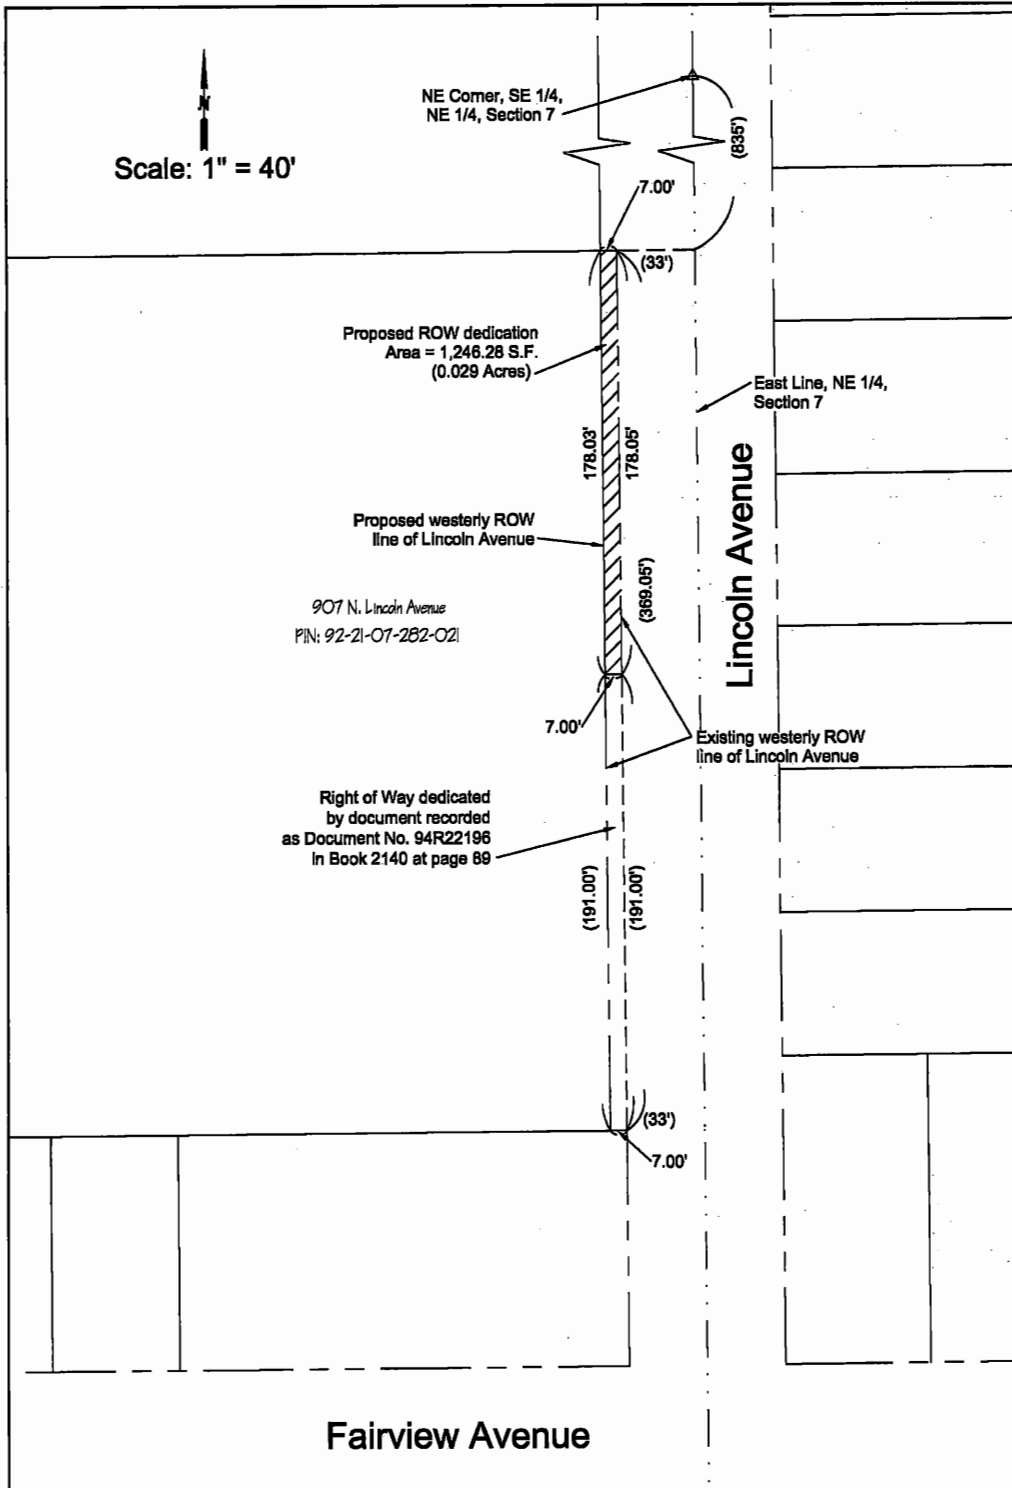 NE Corner, SE 1/4,
NE 1/4, Section 7
(835')
N
Scale: 1" = 40'
7.00'
(33')
Proposed ROW dedication
Area = 1,246.28 S.F.
(0.029 Acres)
East Line, NE 1/4,
Section 7
178.03'
178.05'
Lincoln Avenue
Proposed westerly ROW
line of Lincoln Avenue
(369.05')
907 N. Lincoln Avenue
PIN: 92-21-07-282-021
7.00'
Existing westerly ROW
line of Lincoln Avenue
Right of Way dedicated
by document recorded
as Document No. 94R22196
in Book 2140 at page 89
(191.00')
(191.00')
(33')
7.00'
Fairview Avenue